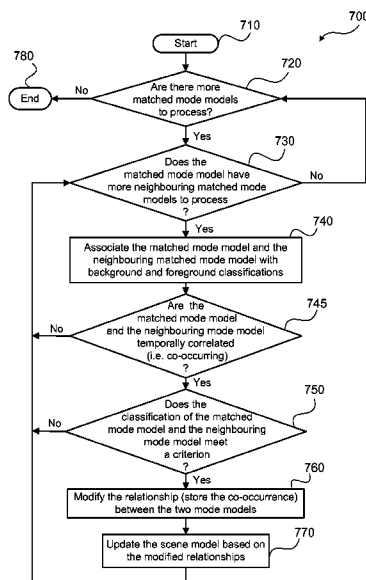 700
710
Start
780
End
No
720
Are there more
matched mode models
to process?
Yes
730
Does the
matched mode model have
more neighbouring matched mode
models to process
?
No
Yes
740
Associate the matched mode model and the
neighbouring matched mode model with
background and foreground classifications
745
Are the
matched mode model
and the neighbouring mode model
temporally correlated
(i.e. co-occurring)
?
No
Yes
750
Does the
classification of the matched
mode model and the neighbouring
mode model meet
a criterion
?
No
Yes
760
Modify the relationship (store the co-occurrence)
between the two mode models
770
Update the scene model based on
the modified relationships